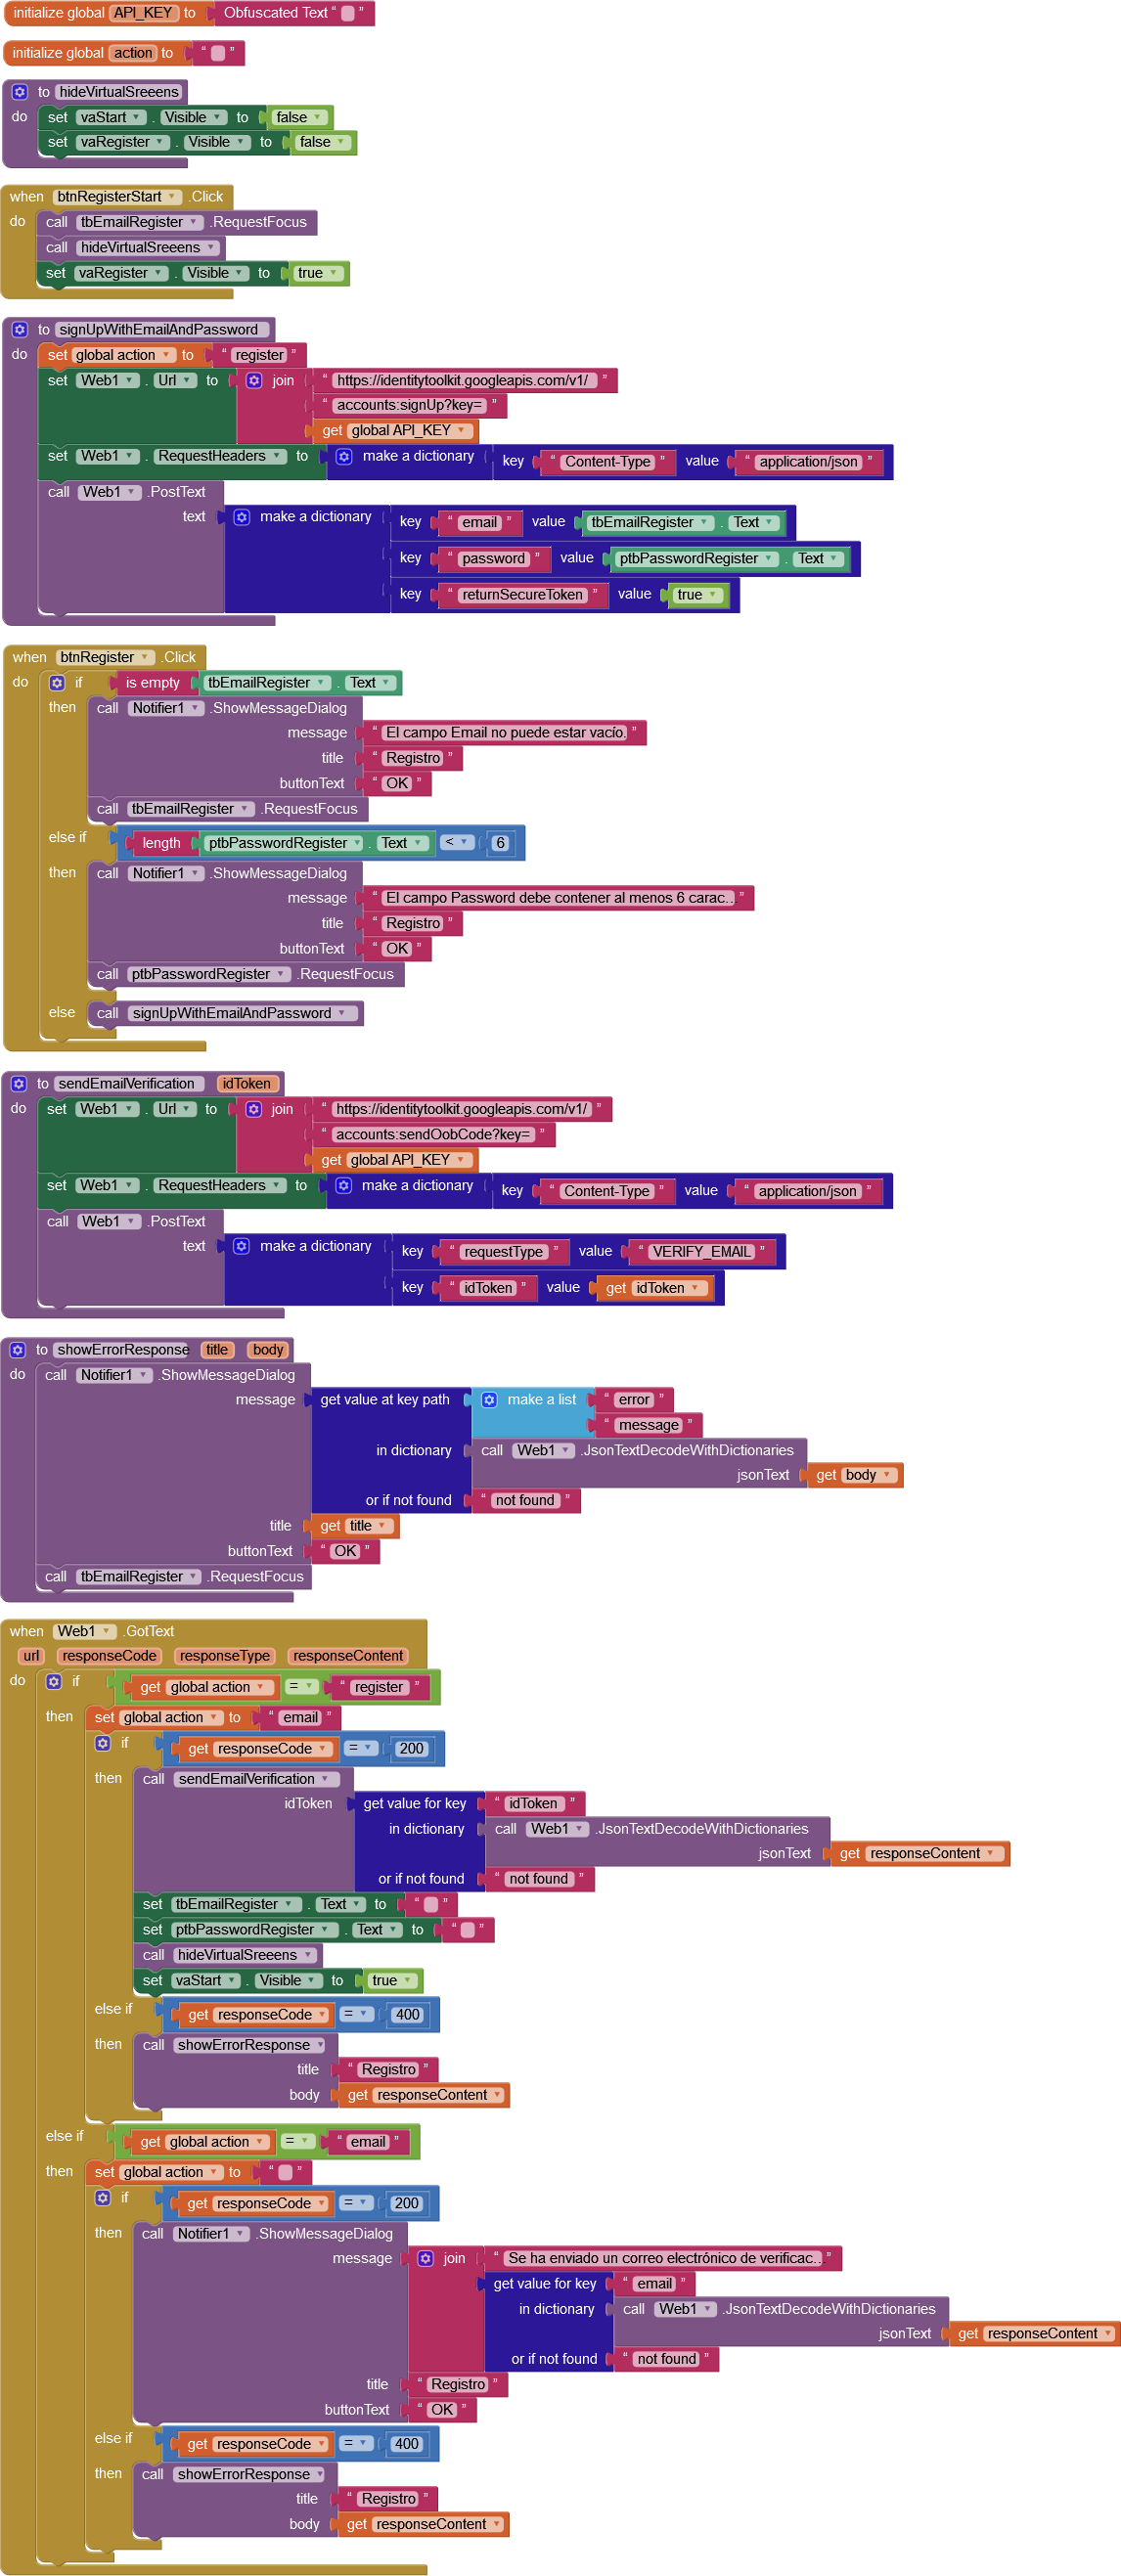 initialize global API_KEY to Obfuscated Text “ ”
initialize global action to “ ”
to hideVirtualSreeens
do set vaStart . Visible to false
set vaRegister . Visible to false
when btnRegisterStart .Click
do call tbEmailRegister .RequestFocus
call hideVirtualSreeens
set vaRegister . Visible to true
to signUpWithEmailAndPassword
do set global action to “ register ”
set Web1 . Url to join “ https://identitytoolkit.googleapis.com/v1/ ”
“ accounts:signUp?key= ”
get global API_KEY
set Web1 . RequestHeaders to make a dictionary key “ Content-Type ” value “ application/json ”
call Web1 .PostText
text make a dictionary key “ email ” value tbEmailRegister . Text
key “ password ” value ptbPasswordRegister . Text
key “ returnSecureToken ” value true
when btnRegister .Click
do if is empty tbEmailRegister . Text
then call Notifier1 .ShowMessageDialog
message “ El campo Email no puede estar vacío. ”
title “ Registro ”
buttonText “ OK ”
call tbEmailRegister .RequestFocus
else if length ptbPasswordRegister . Text < 6
then call Notifier1 .ShowMessageDialog
message “ El campo Password debe contener al menos 6 carac... ”
title “ Registro ”
buttonText “ OK ”
call ptbPasswordRegister .RequestFocus
else call signUpWithEmailAndPassword
to sendEmailVerification idToken
do set Web1 . Url to join “ https://identitytoolkit.googleapis.com/v1/ ”
“ accounts:sendOobCode?key= ”
get global API_KEY
set Web1 . RequestHeaders to make a dictionary key “ Content-Type ” value “ application/json ”
call Web1 .PostText
text make a dictionary key “ requestType ” value “ VERIFY_EMAIL ”
key “ idToken ” value get idToken
to showErrorResponse title body
do call Notifier1 .ShowMessageDialog
message get value at key path make a list “ error ”
“ message ”
in dictionary call Web1 .JsonTextDecodeWithDictionaries
jsonText get body
or if not found “ not found ”
title get title
buttonText “ OK ”
call tbEmailRegister .RequestFocus
when Web1 .GotText
url responseCode responseType responseContent
do if get global action = “ register ”
then set global action to “ email ”
if get responseCode = 200
then call sendEmailVerification
idToken get value for key “ idToken ”
in dictionary call Web1 .JsonTextDecodeWithDictionaries
jsonText get responseContent
or if not found “ not found ”
set tbEmailRegister . Text to “ ”
set ptbPasswordRegister . Text to “ ”
call hideVirtualSreeens
set vaStart . Visible to true
else if get responseCode = 400
then call showErrorResponse
title “ Registro ”
body get responseContent
else if get global action = “ email ”
then set global action to “ ”
if get responseCode = 200
then call Notifier1 .ShowMessageDialog
message join “ Se ha enviado un correo electrónico de verificac... ”
get value for key “ email ”
in dictionary call Web1 .JsonTextDecodeWithDictionaries
jsonText get responseContent
or if not found “ not found ”
title “ Registro ”
buttonText “ OK ”
else if get responseCode = 400
then call showErrorResponse
title “ Registro ”
body get responseContent